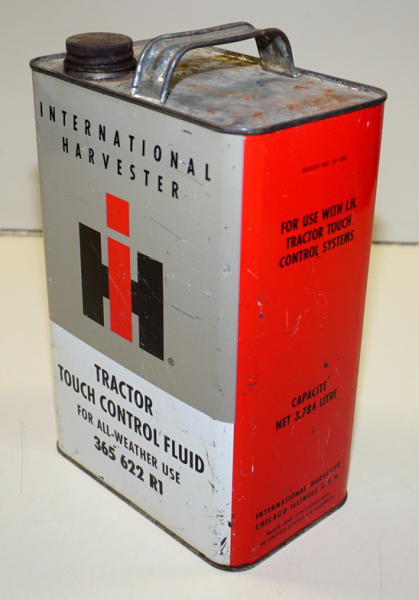 INTERNATIONAL
HARVESTER
IH
®
TRACTOR
TOUCH CONTROL FLUID
FOR ALL-WEATHER USE
365 622 R1
FOR USE WITH I.H.
TRACTOR TOUCH
CONTROL SYSTEMS
CAPACITE
NET 3.784 LITRE
INTERNATIONAL HARVESTER
CHICAGO ILLINOIS U.S.A.